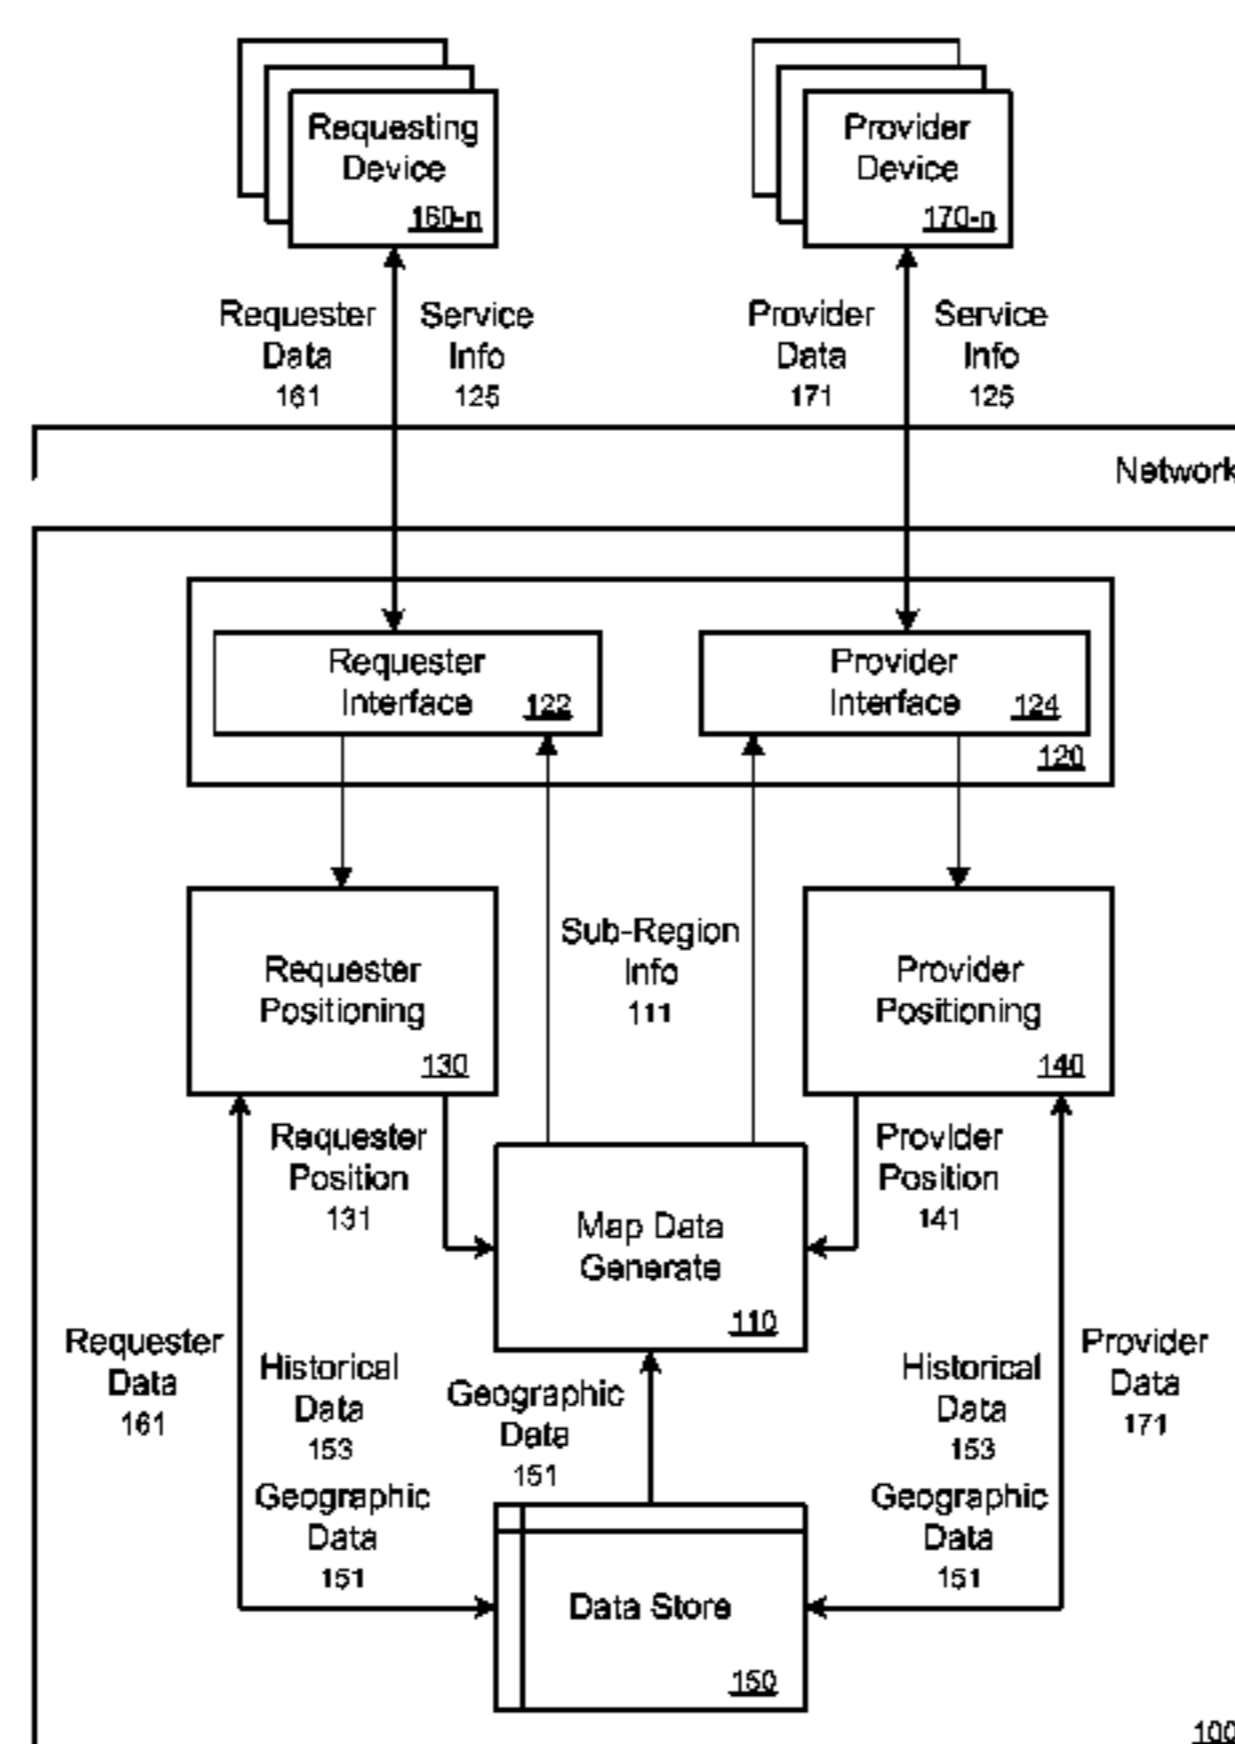 Requesting
Device
160-n
Provider
Device
170-n
Requester
Data
161
Service
Info
125
Provider
Data
171
Service
Info
126
Network
Requester
Interface
122
Provider
Interface
124
120
Requester
Positioning
130
Sub-Region
Info
111
Provider
Positioning
140
Requester
Position
131
Provider
Position
141
Map Data
Generate
110
Requester
Data
161
Historical
Data
153
Geographic
Data
151
Geographic
Data
151
Historical
Data
153
Geographic
Data
151
Provider
Data
171
Data Store
150
100